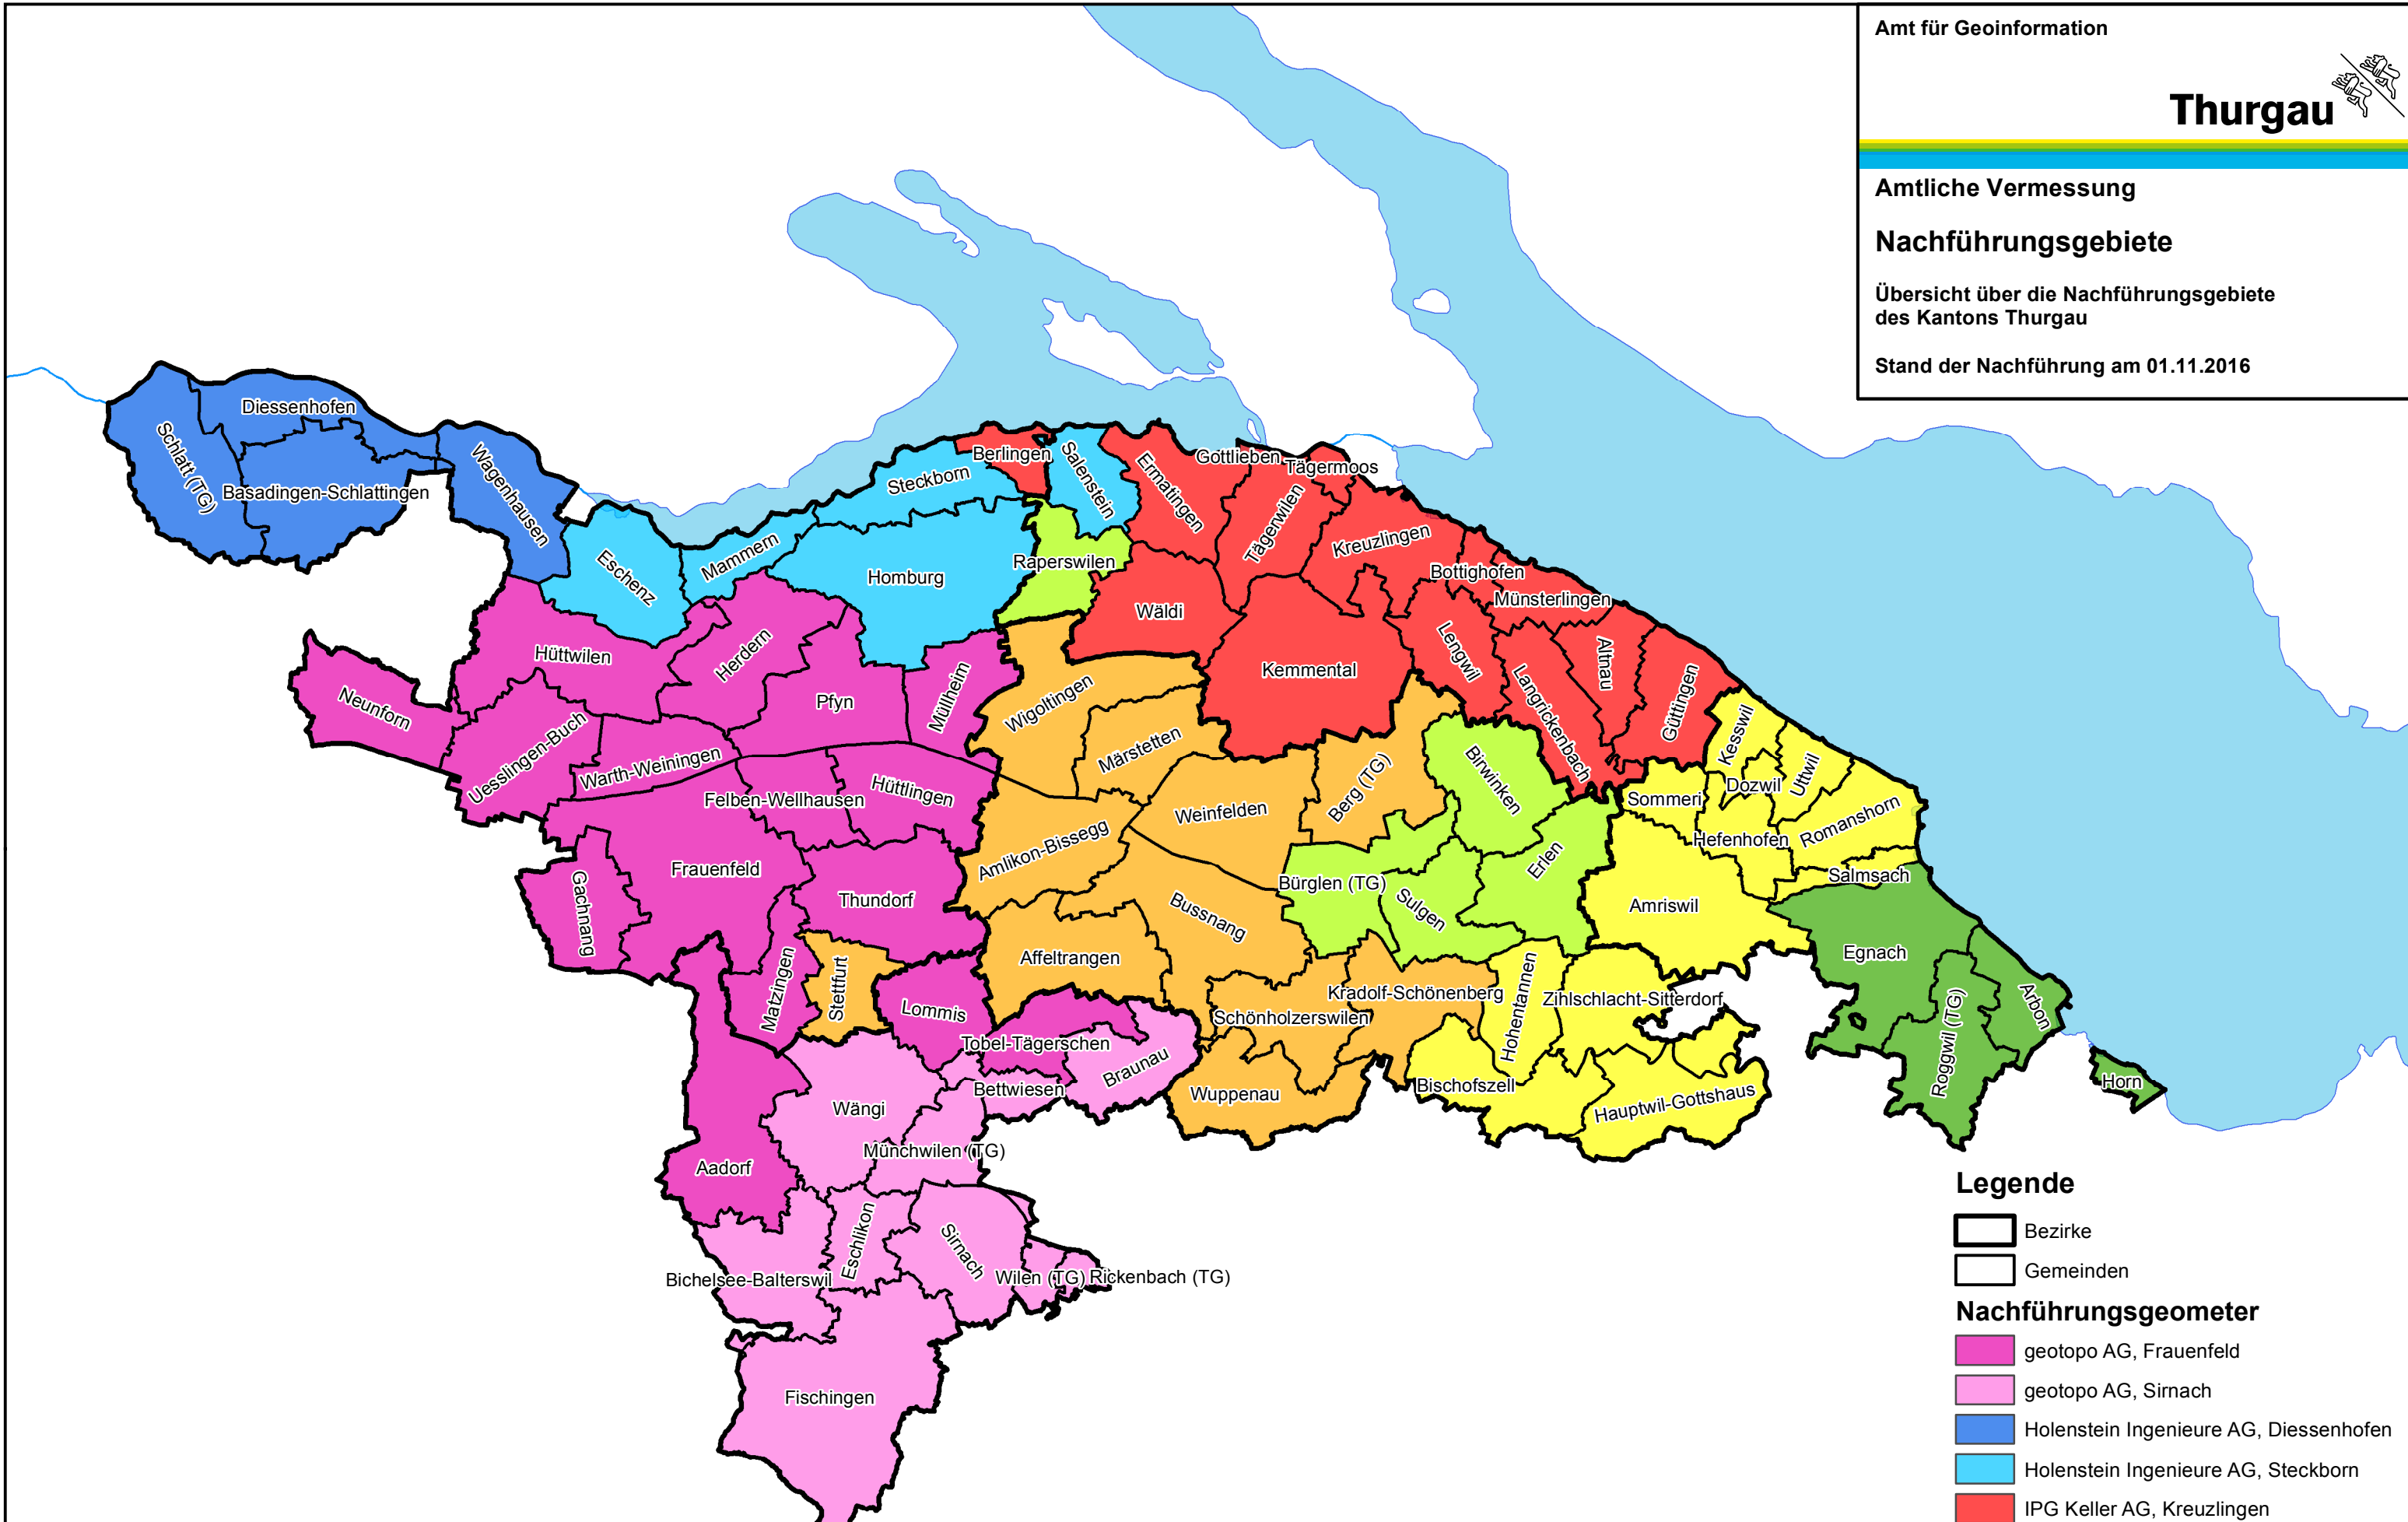 Amt für Geoinformation
Thurgau
Amtliche Vermessung
Nachführungsgebiete
Übersicht über die Nachführungsgebiete
des Kantons Thurgau
Stand der Nachführung am 01.11.2016
Diessenhofen
Schlatt (TG)
Basadingen-Schlattingen
Wagenhausen
Eschenz
Mammern
Steckborn
Berlingen
Salenstein
Homburg
Raperswilen
Ermatingen
Gottlieben
Tägermoos
Tägerwilen
Kreuzlingen
Bottighofen
Münsterlingen
Wäldi
Kemmental
Lengwil
Langrickenbach
Altnau
Güttingen
Neunforn
Hüttwilen
Herdern
Uesslingen-Buch
Warth-Weiningen
Pfyn
Müllheim
Felben-Wellhausen
Hüttlingen
Frauenfeld
Gachnang
Thundorf
Matzingen
Stettfurt
Lommis
Wigoltingen
Märstetten
Amlikon-Bissegg
Weinfelden
Berg (TG)
Birwinken
Bürglen (TG)
Sulgen
Erlen
Bussnang
Affeltrangen
Kesswil
Dozwil
Uttwil
Sommeri
Hefenhofen
Romanshorn
Salmsach
Amriswil
Egnach
Arbon
Roggwil (TG)
Horn
Tobel-Tägerschen
Braunau
Bettwiesen
Schönholzerswilen
Kradolf-Schönenberg
Wuppenau
Hohentannen
Zihlschlacht-Sitterdorf
Bischofszell
Hauptwil-Gottshaus
Wängi
Münchwilen (TG)
Aadorf
Eschlikon
Sirnach
Bichelsee-Balterswil
Wilen (TG)
Rickenbach (TG)
Fischingen
Legende
Bezirke
Gemeinden
Nachführungsgeometer
geotopo AG, Frauenfeld
geotopo AG, Sirnach
Holenstein Ingenieure AG, Diessenhofen
Holenstein Ingenieure AG, Steckborn
IPG Keller AG, Kreuzlingen